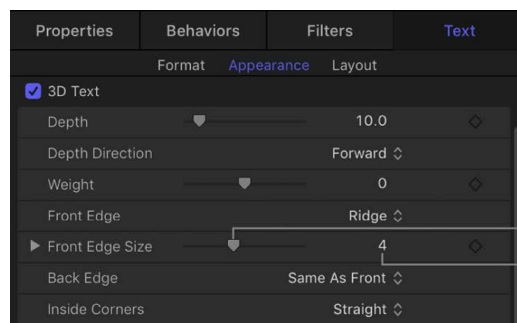 Properties Behaviors Filters Text
Format Appearance Layout
3D Text
Depth 10.0
Depth Direction Forward
Weight 0
Front Edge Ridge
Front Edge Size 4
Back Edge Same As Front
Inside Corners Straight